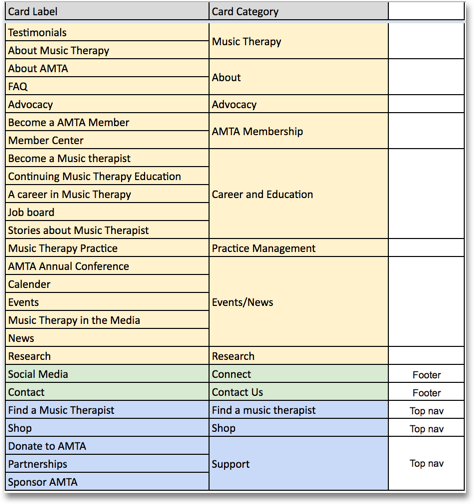 Card Label Card Category
Testimonials
Music Therapy
About Music Therapy
About AMTA
About
FAQ
Advocacy Advocacy
Become a AMTA Member
AMTA Membership
Member Center
Become a Music therapist
Continuing Music Therapy Education
A career in Music Therapy Career and Education
Job board
Stories about Music Therapist
Music Therapy Practice Practice Management
AMTA Annual Conference
Calender
Events Events/News
Music Therapy in the Media
News
Research Research
Social Media Connect Footer
Contact Contact Us Footer
Find a Music Therapist Find a music therapist Top nav
Shop Shop Top nav
Donate to AMTA
Partnerships Support Top nav
Sponsor AMTA